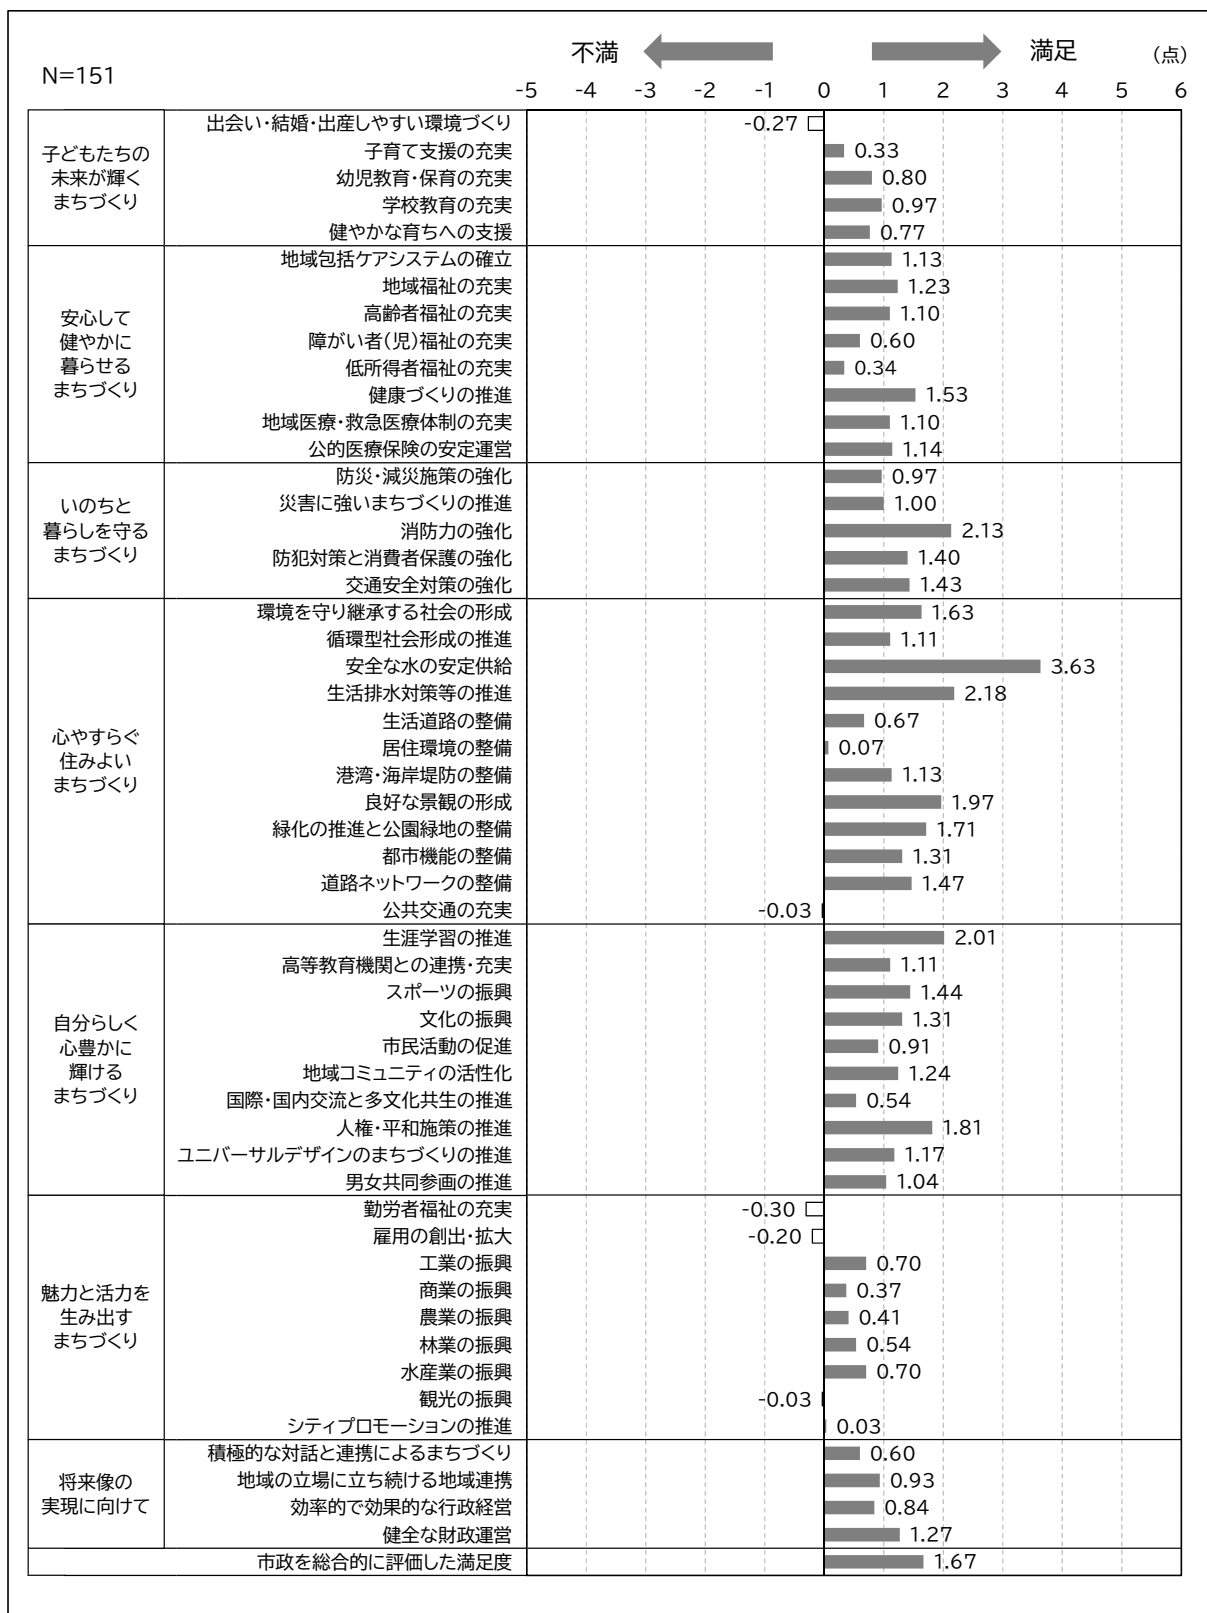 不満 満足 (点)
N=151
-5 -4 -3 -2 -1 0 1 2 3 4 5 6
子どもたちの
未来が輝く
まちづくり
出会い・結婚・出産しやすい環境づくり -0.27
子育て支援の充実 0.33
幼児教育・保育の充実 0.80
学校教育の充実 0.97
健やかな育ちへの支援 0.77
安心して
健やかに
暮らせる
まちづくり
地域包括ケアシステムの確立 1.13
地域福祉の充実 1.23
高齢者福祉の充実 1.10
障がい者(児)福祉の充実 0.60
低所得者福祉の充実 0.34
健康づくりの推進 1.53
地域医療・救急医療体制の充実 1.10
公的医療保険の安定運営 1.14
いのちと
暮らしを守る
まちづくり
防災・減災施策の強化 0.97
災害に強いまちづくりの推進 1.00
消防力の強化 2.13
防犯対策と消費者保護の強化 1.40
交通安全対策の強化 1.43
心やすらぐ
住みよい
まちづくり
環境を守り継承する社会の形成 1.63
循環型社会形成の推進 1.11
安全な水の安定供給 3.63
生活排水対策等の推進 2.18
生活道路の整備 0.67
居住環境の整備 0.07
港湾・海岸堤防の整備 1.13
良好な景観の形成 1.97
緑化の推進と公園緑地の整備 1.71
都市機能の整備 1.31
道路ネットワークの整備 1.47
公共交通の充実 -0.03
自分らしく
心豊かに
輝ける
まちづくり
生涯学習の推進 2.01
高等教育機関との連携・充実 1.11
スポーツの振興 1.44
文化の振興 1.31
市民活動の促進 0.91
地域コミュニティの活性化 1.24
国際・国内交流と多文化共生の推進 0.54
人権・平和施策の推進 1.81
ユニバーサルデザインのまちづくりの推進 1.17
男女共同参画の推進 1.04
魅力と活力を
生み出す
まちづくり
勤労者福祉の充実 -0.30
雇用の創出・拡大 -0.20
工業の振興 0.70
商業の振興 0.37
農業の振興 0.41
林業の振興 0.54
水産業の振興 0.70
観光の振興 -0.03
シティプロモーションの推進 0.03
将来像の
実現に向けて
積極的な対話と連携によるまちづくり 0.60
地域の立場に立ち続ける地域連携 0.93
効率的で効果的な行政経営 0.84
健全な財政運営 1.27
市政を総合的に評価した満足度 1.67